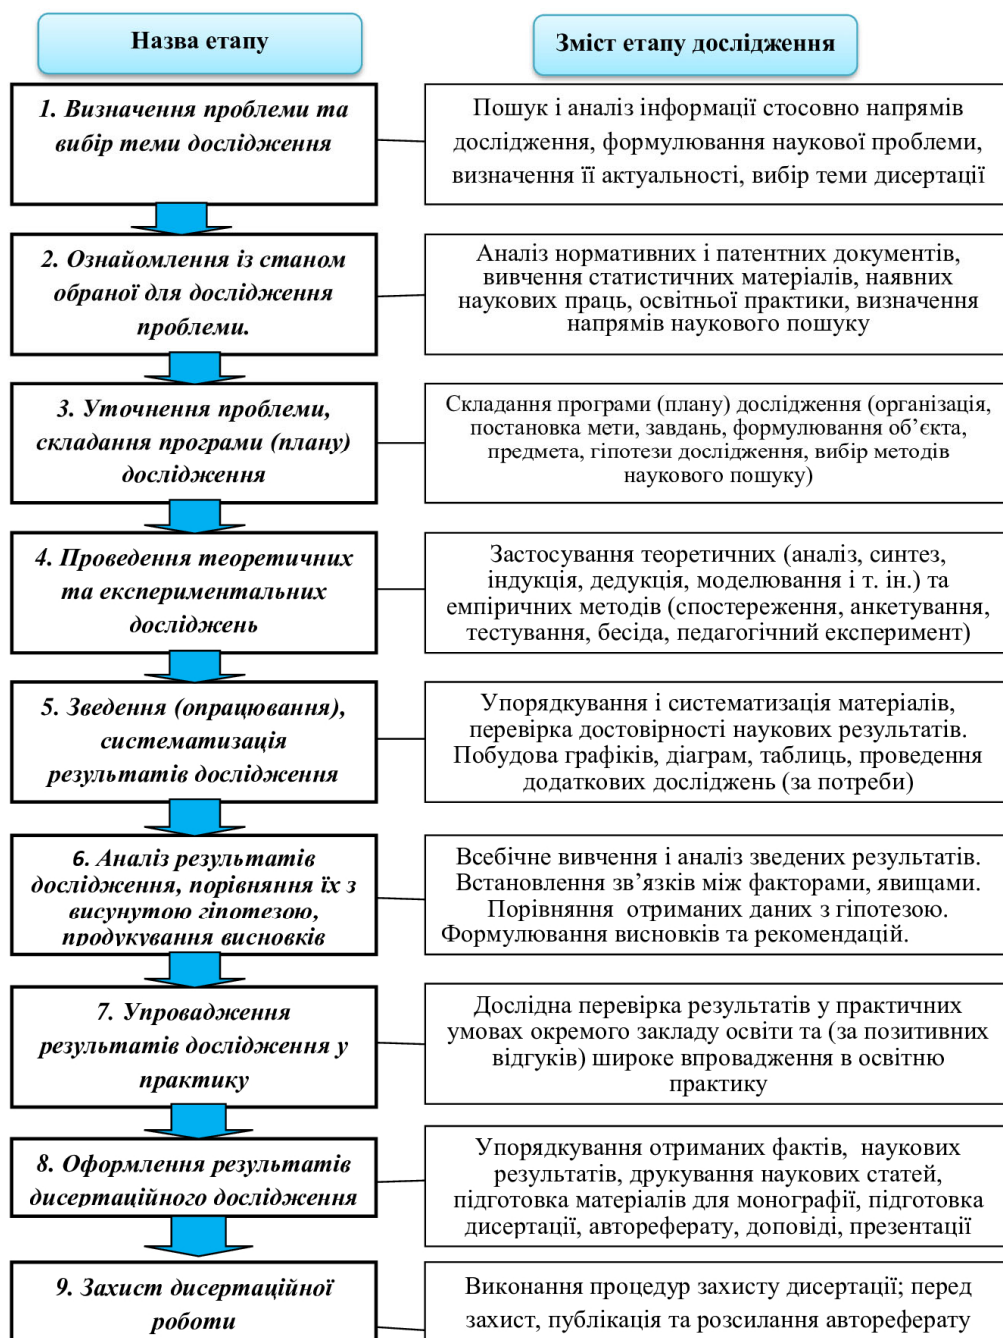 Назва етапу
Зміст етапу дослідження
1. Визначення проблеми та
вибір теми дослідження
Пошук і аналіз інформації стосовно напрямів
дослідження, формулювання наукової проблеми,
визначення її актуальності, вибір теми дисертації
2. Ознайомлення із станом
обраної для дослідження
проблеми.
Аналіз нормативних і патентних документів,
вивчення статистичних матеріалів, наявних
наукових праць, освітньої практики, визначення
напрямів наукового пошуку
3. Уточнення проблеми,
складання програми (плану)
дослідження
Складання програми (плану) дослідження (організація,
постановка мети, завдань, формулювання об’єкта,
предмета, гіпотези дослідження, вибір методів
наукового пошуку)
4. Проведення теоретичних
та експериментальних
досліджень
Застосування теоретичних (аналіз, синтез,
індукція, дедукція, моделювання і т. ін.) та
емпіричних методів (спостереження, анкетування,
тестування, бесіда, педагогічний експеримент)
5. Зведення (опрацювання),
систематизація
результатів дослідження
Упорядкування і систематизація матеріалів,
перевірка достовірності наукових результатів.
Побудова графіків, діаграм, таблиць, проведення
додаткових досліджень (за потреби)
6. Аналіз результатів
дослідження, порівняння їх з
висунутою гіпотезою,
продукування висновків
Всебічне вивчення і аналіз зведених результатів.
Встановлення зв’язків між факторами, явищами.
Порівняння отриманих даних з гіпотезою.
Формулювання висновків та рекомендацій.
7. Упровадження
результатів дослідження у
практику
Дослідна перевірка результатів у практичних
умовах окремого закладу освіти та (за позитивних
відгуків) широке впровадження в освітню
практику
8. Оформлення результатів
дисертаційного дослідження
Упорядкування отриманих фактів, наукових
результатів, друкування наукових статей,
підготовка матеріалів для монографії, підготовка
дисертації, автореферату, доповіді, презентації
9. Захист дисертаційної
роботи
Виконання процедур захисту дисертації; перед
захист, публікація та розсилання автореферату